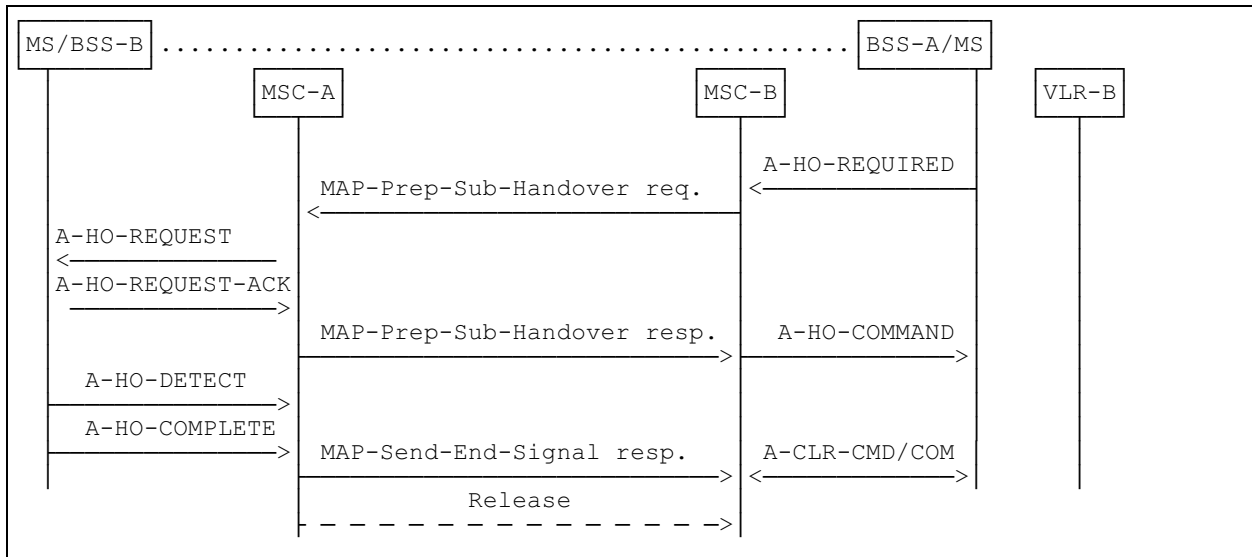 MS/BSS-B BSS-A/MS
MSC-A MSC-B VLR-B
A-HO-REQUIRED
MAP-Prep-Sub-Handover req.
A-HO-REQUEST
A-HO-REQUEST-ACK
MAP-Prep-Sub-Handover resp. A-HO-COMMAND
A-HO-DETECT
A-HO-COMPLETE
MAP-Send-End-Signal resp. A-CLR-CMD/COM
Release